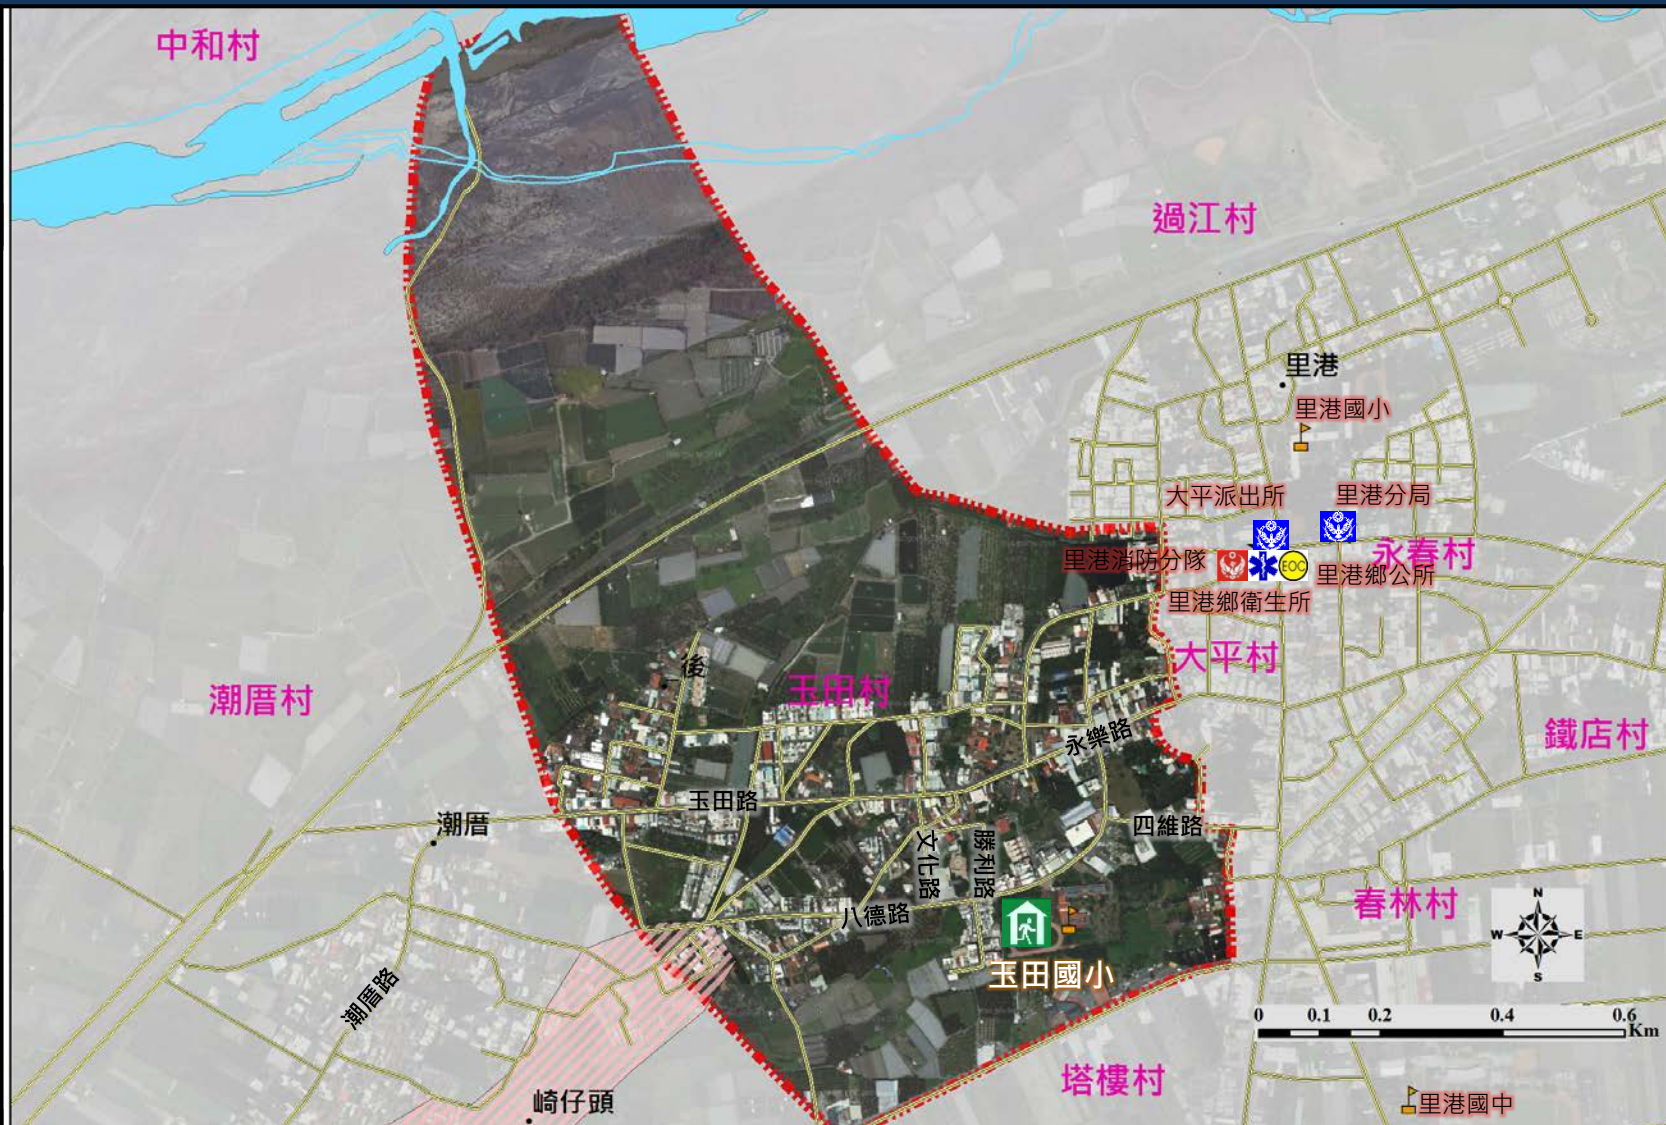 中和村
過江村
里港
里港國小
大平派出所
里港分局
永春村
里港消防分隊
EOC
里港鄉公所
里港鄉衛生所
大平村
後
玉田村
潮厝村
鐵店村
永樂路
玉田路
潮厝
四維路
文化路
勝利路
八德路
春林村
N
W
E
S
玉田國小
潮厝路
0 0.1 0.2 0.4 0.6
Km
塔樓村
崎仔頭
里港國中